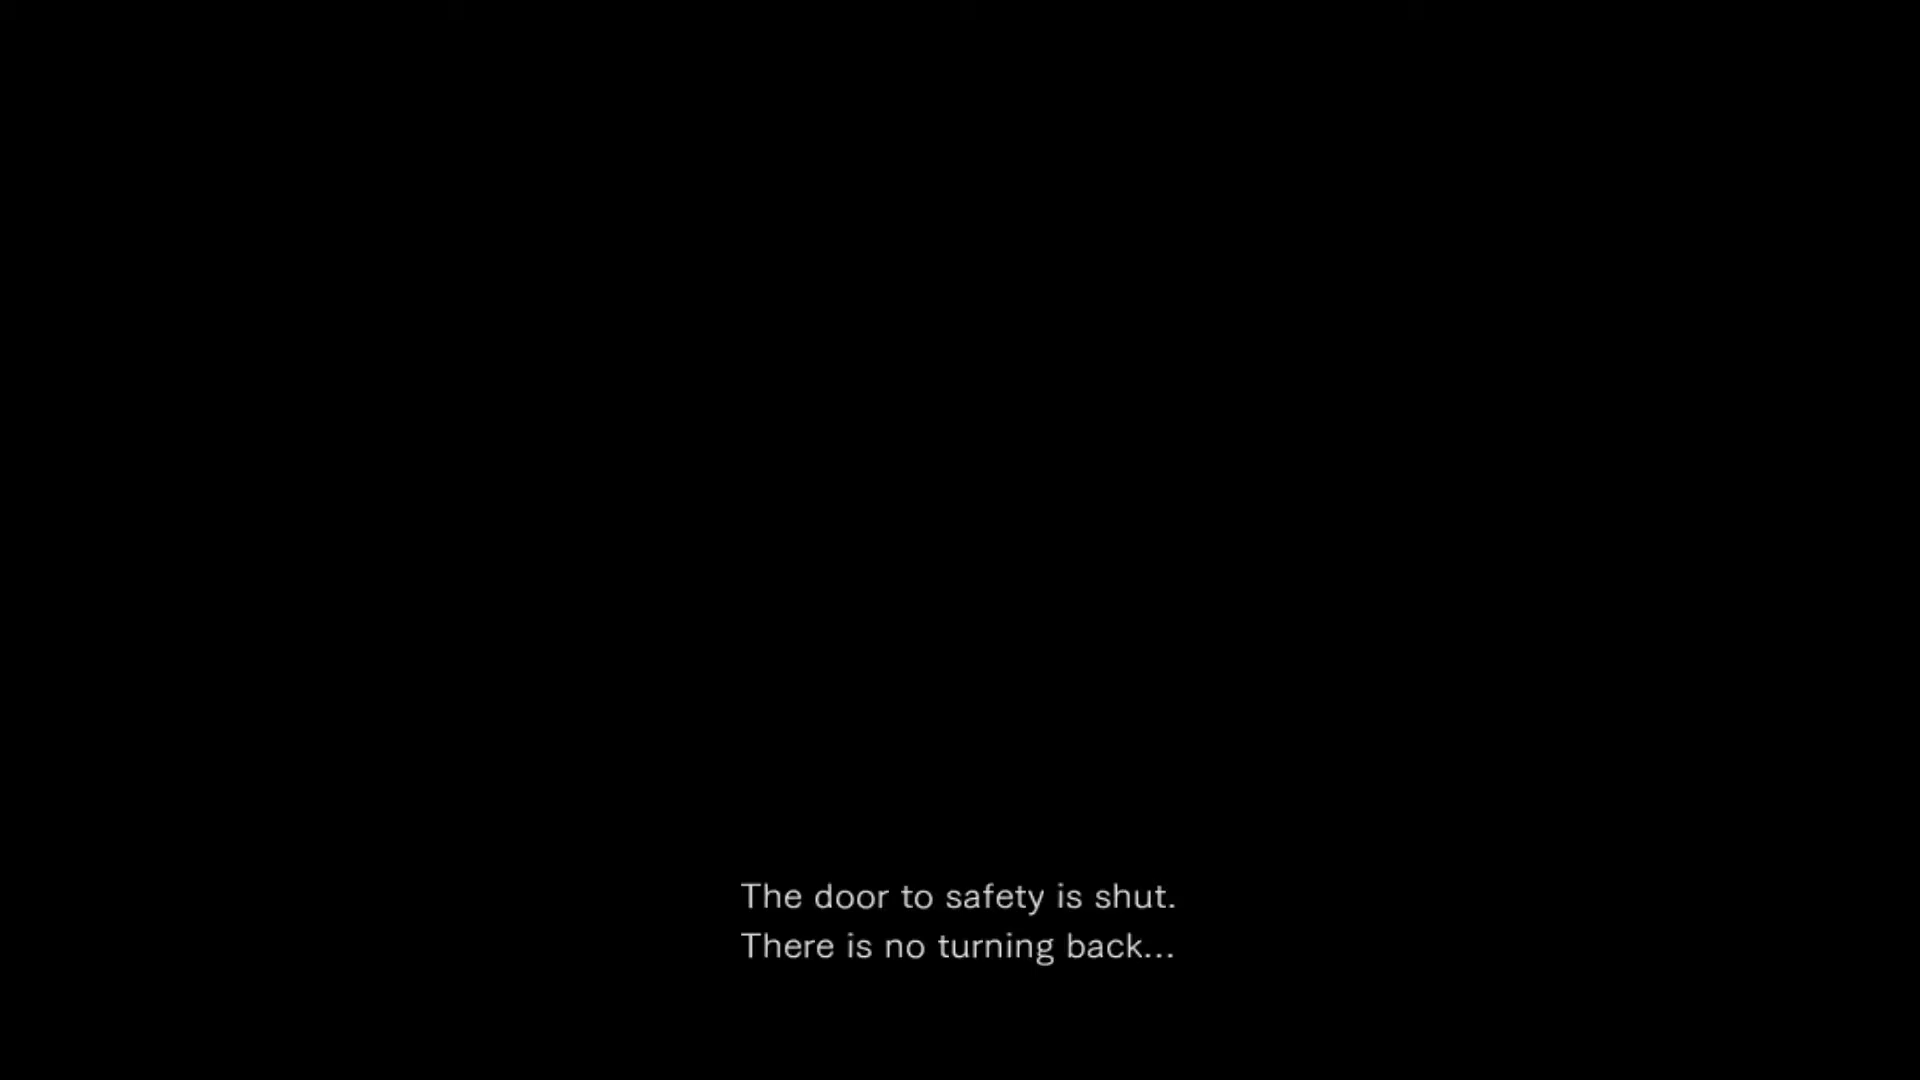 The door to safety is shut.
There is no turning back...